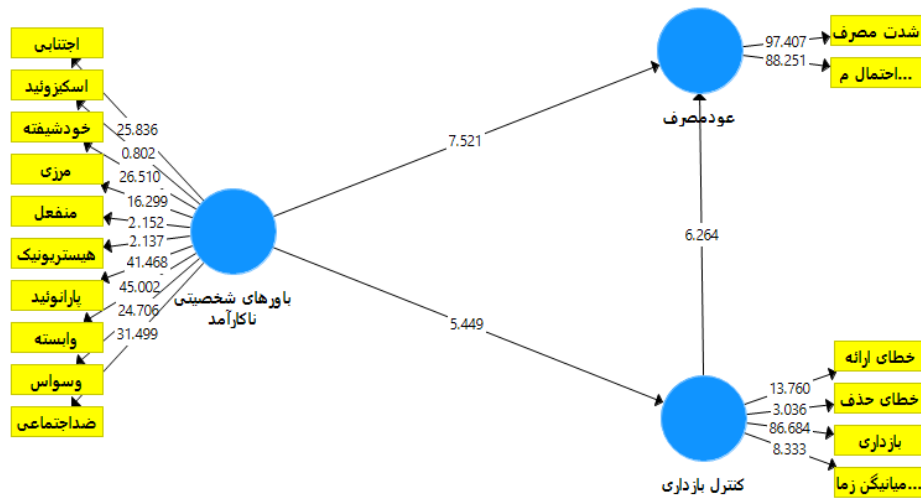 اجتنابی
اسکیزوئید
خودشیفته
مرزی
منفعل
هیستریونیک
پارانوئید
وابسته
وسواس
ضداجتماعی
25.836
0.802
26.510
16.299
2.152
2.137
41.468
45.002
24.706
31.499
باورهای شخصیتی
ناکارآمد
7.521
5.449
6.264
عودمصرف
97.407
88.251
شدت مصرف
احتمال م...
کنترل بازداری
13.760
3.036
86.684
8.333
خطای ارائه
خطای حذف
بازداری
میانیگن زما...